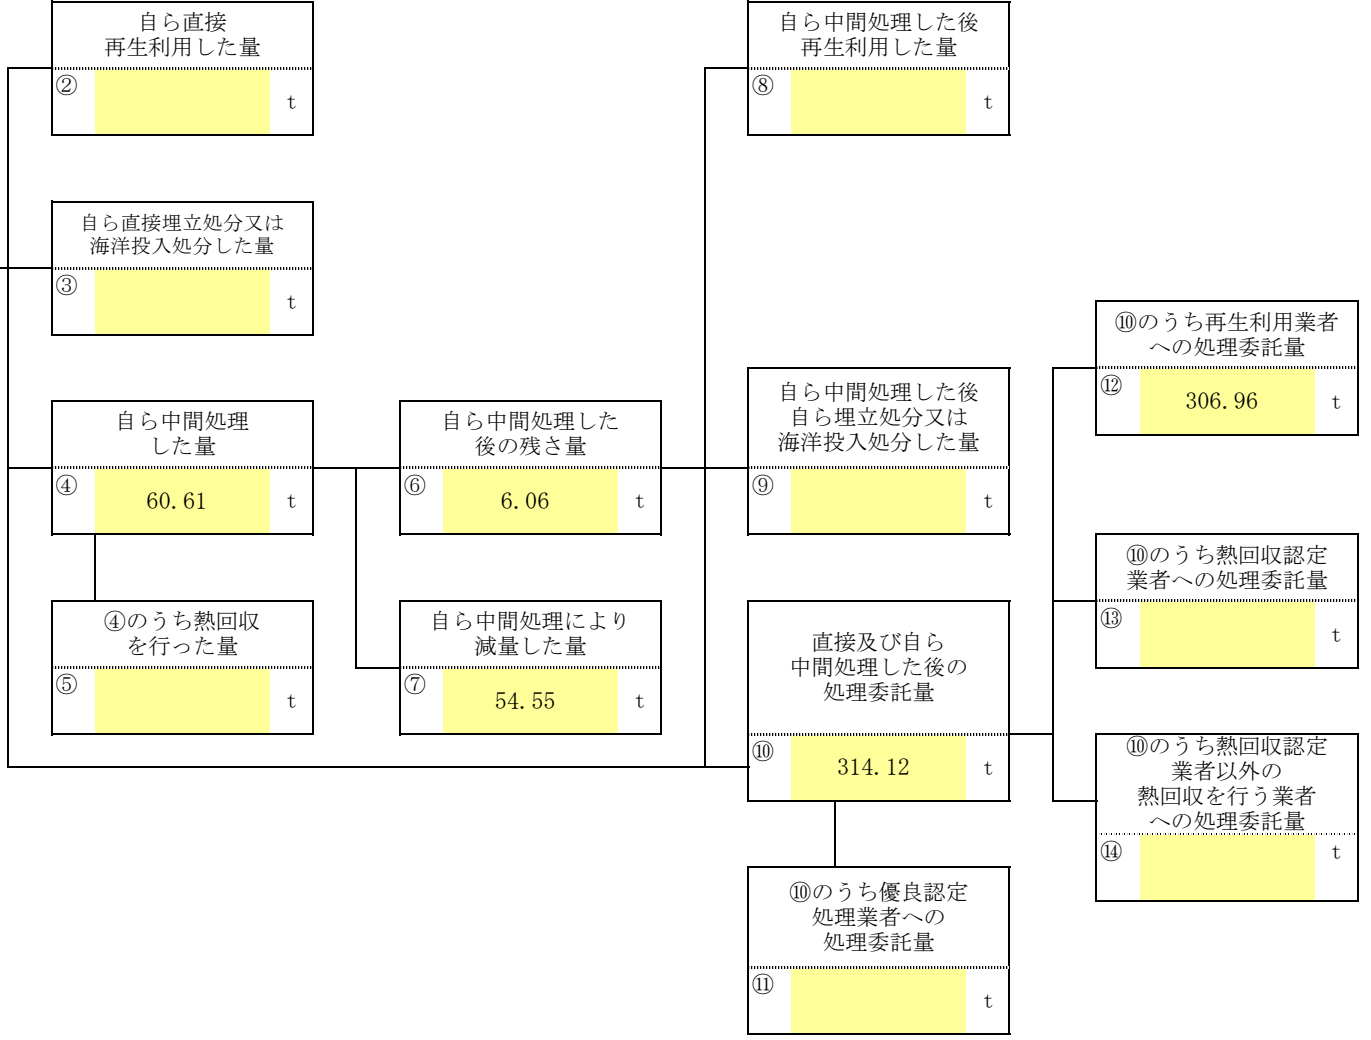 自ら直接
再生利用した量
②
t
自ら中間処理した後
再生利用した量
⑧
t
自ら直接埋立処分又は
海洋投入処分した量
③
t
⑩のうち再生利用業者
への処理委託量
⑫
306.96 t
自ら中間処理
した量
④
60.61 t
自ら中間処理した
後の残さ量
⑥
6.06 t
自ら中間処理した後
自ら埋立処分又は
海洋投入処分した量
⑨
t
⑩のうち熱回収認定
業者への処理委託量
⑬
t
④のうち熱回収
を行った量
⑤
t
自ら中間処理により
減量した量
⑦
54.55 t
直接及び自ら
中間処理した後の
処理委託量
⑩
314.12 t
⑩のうち熱回収認定
業者以外の
熱回収を行う業者
への処理委託量
⑭
t
⑩のうち優良認定
処理業者への
処理委託量
⑪
t